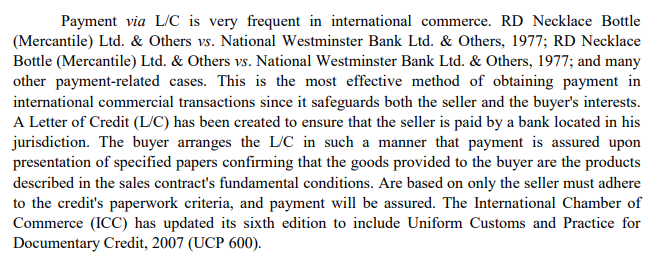 Payment via L/C is very frequent in international commerce. RD Necklace Bottle
(Mercantile) Ltd. & Others vs. National Westminster Bank Ltd. & Others, 1977; RD Necklace
Bottle (Mercantile) Ltd. & Others vs. National Westminster Bank Ltd. & Others, 1977; and many
other payment-related cases. This is the most effective method of obtaining payment in
international commercial transactions since it safeguards both the seller and the buyer's interests.
A Letter of Credit (L/C) has been created to ensure that the seller is paid by a bank located in his
jurisdiction. The buyer arranges the L/C in such a manner that payment is assured upon
presentation of specified papers confirming that the goods provided to the buyer are the products
described in the sales contract's fundamental conditions. Are based on only the seller must adhere
to the credit's paperwork criteria, and payment will be assured. The International Chamber of
Commerce (ICC) has updated its sixth edition to include Uniform Customs and Practice for
Documentary Credit, 2007 (UCP 600).